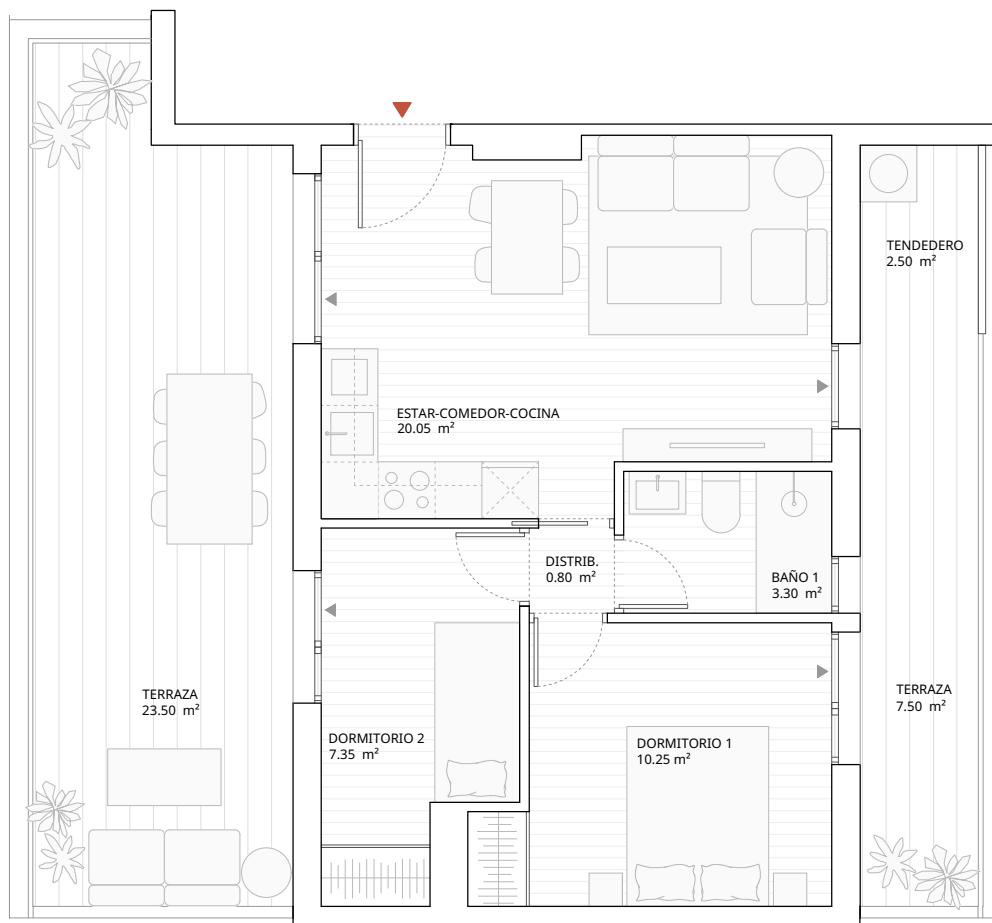 TENDEDERO
2.50 m²
ESTAR-COMEDOR-COCINA
20.05 m²
DISTRIB.
0.80 m²
BAÑO 1
3.30 m²
TERRAZA
23.50 m²
TERRAZA
7.50 m²
DORMITORIO 2
7.35 m²
DORMITORIO 1
10.25 m²